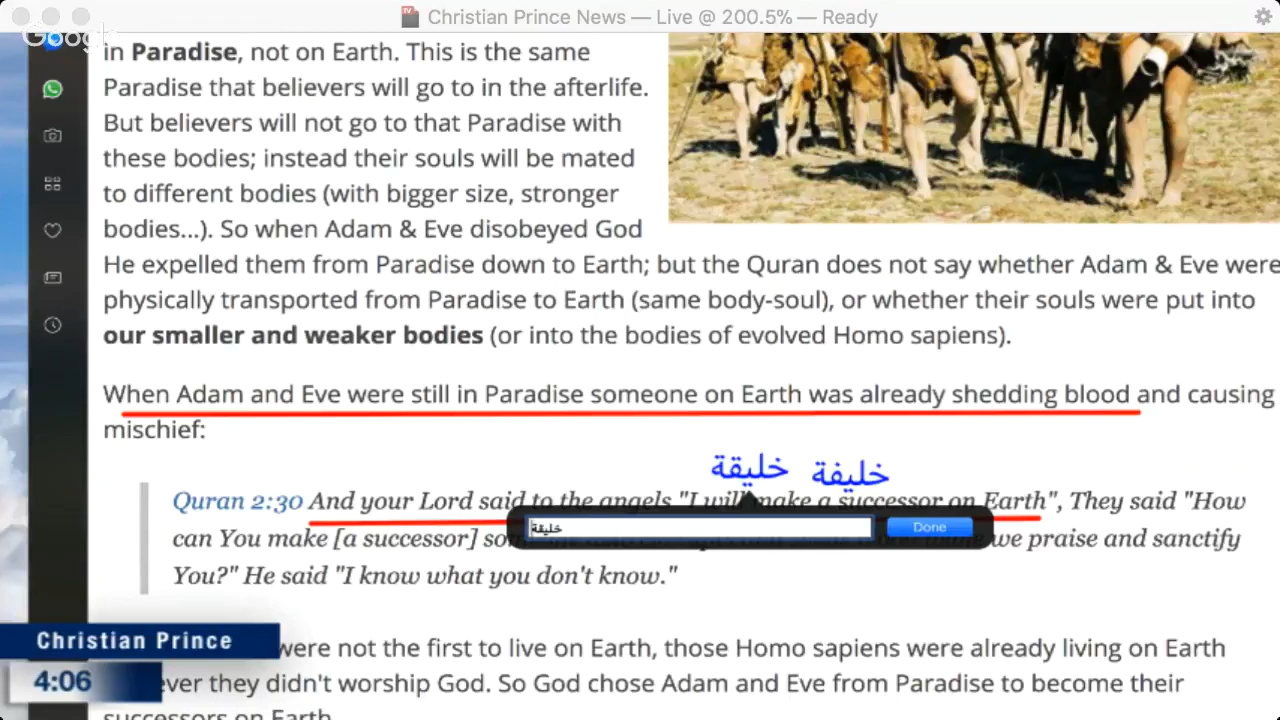 Christian Prince News — Live @ 200.5% — Ready
Google
in Paradise, not on Earth. This is the same
Paradise that believers will go to in the afterlife.
But believers will not go to that Paradise with
these bodies; instead their souls will be mated
to different bodies (with bigger size, stronger
bodies...). So when Adam & Eve disobeyed God
He expelled them from Paradise down to Earth; but the Quran does not say whether Adam & Eve were
physically transported from Paradise to Earth (same body-soul), or whether their souls were put into
our smaller and weaker bodies (or into the bodies of evolved Homo sapiens).
When Adam and Eve were still in Paradise someone on Earth was already shedding blood and causing
mischief:
خليقة خليفة
Quran 2:30 And your Lord said to the angels "I will make a successor on Earth", They said "How
خليقة Done
can You make [a successor] we praise and sanctify
You?" He said "I know what you don't know."
Christian Prince
were not the first to live on Earth, those Homo sapiens were already living on Earth
4:06
they didn't worship God. So God chose Adam and Eve from Paradise to become their
successors on Earth